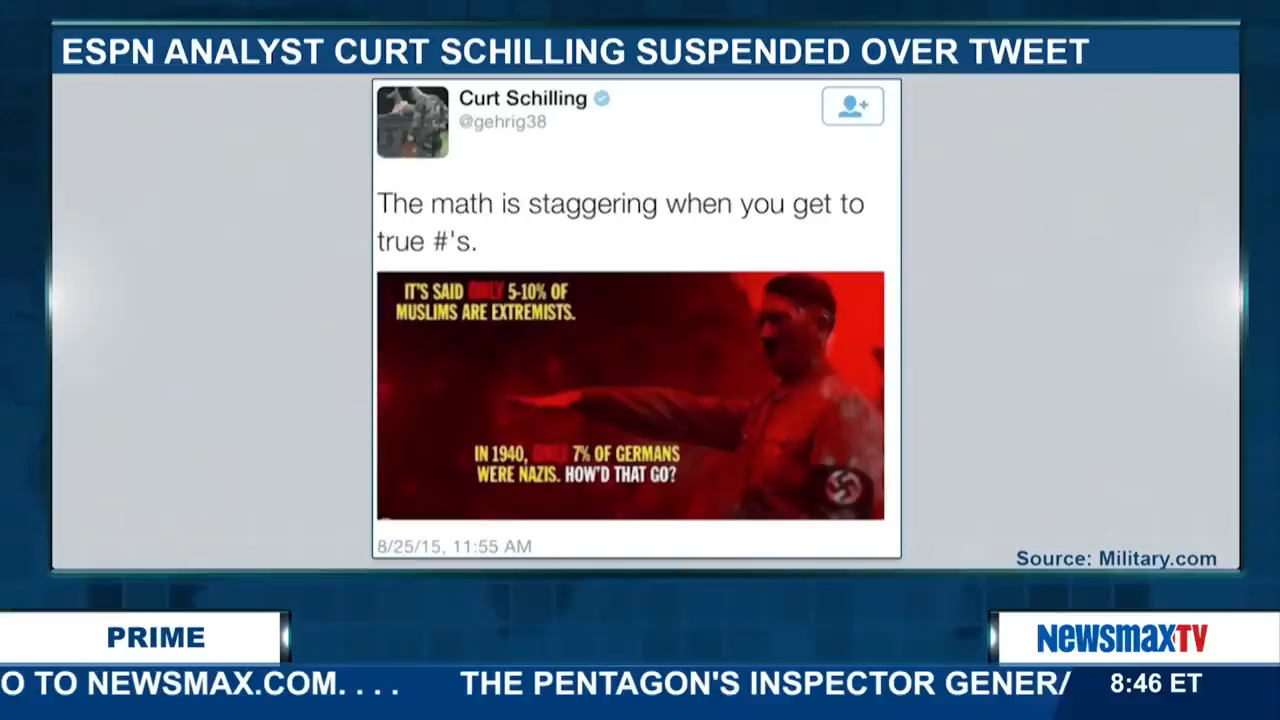 ESPN ANALYST CURT SCHILLING SUSPENDED OVER TWEET
Curt Schilling
@gehrig38
The math is staggering when you get to
true #'s.
IT'S SAID ONLY 5-10% OF
MUSLIMS ARE EXTREMISTS.
IN 1940, ONLY 7% OF GERMANS
WERE NAZIS. HOW'D THAT GO?
8/25/15, 11:55 AM
Source: Military.com
PRIME
NEWSMAXTV
O TO NEWSMAX.COM. . . . THE PENTAGON'S INSPECTOR GENER
8:46 ET